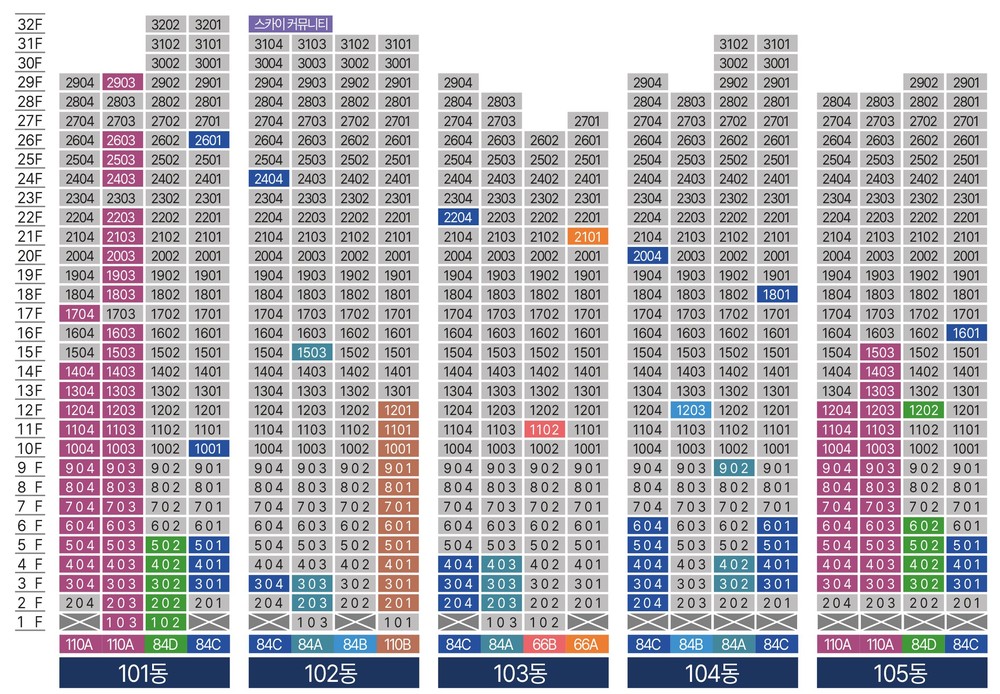 32F 3202 3201 스카이 커뮤니티
31F 3102 3101 3104 3103 3102 3101 3102 3101
30F 3002 3001 3004 3003 3002 3001 3002 3001
29F 2904 2903 2902 2901 2904 2903 2902 2901 2904 2904 2902 2901 2902 2901
28F 2804 2803 2802 2801 2804 2803 2802 2801 2804 2803 2804 2803 2802 2801 2804 2803 2802 2801
27F 2704 2703 2702 2701 2704 2703 2702 2701 2704 2703 2701 2704 2703 2702 2701 2704 2703 2702 2701
26F 2604 2603 2602 2601 2604 2603 2602 2601 2604 2603 2602 2601 2604 2603 2602 2601 2604 2603 2602 2601
25F 2504 2503 2502 2501 2504 2503 2502 2501 2504 2503 2502 2501 2504 2503 2502 2501 2504 2503 2502 2501
24F 2404 2403 2402 2401 2404 2403 2402 2401 2404 2403 2402 2401 2404 2403 2402 2401 2404 2403 2402 2401
23F 2304 2303 2302 2301 2304 2303 2302 2301 2304 2303 2302 2301 2304 2303 2302 2301 2304 2303 2302 2301
22F 2204 2203 2202 2201 2204 2203 2202 2201 2204 2203 2202 2201 2204 2203 2202 2201 2204 2203 2202 2201
21F 2104 2103 2102 2101 2104 2103 2102 2101 2104 2103 2102 2101 2104 2103 2102 2101 2104 2103 2102 2101
20F 2004 2003 2002 2001 2004 2003 2002 2001 2004 2003 2002 2001 2004 2003 2002 2001 2004 2003 2002 2001
19F 1904 1903 1902 1901 1904 1903 1902 1901 1904 1903 1902 1901 1904 1903 1902 1901 1904 1903 1902 1901
18F 1804 1803 1802 1801 1804 1803 1802 1801 1804 1803 1802 1801 1804 1803 1802 1801 1804 1803 1802 1801
17F 1704 1703 1702 1701 1704 1703 1702 1701 1704 1703 1702 1701 1704 1703 1702 1701 1704 1703 1702 1701
16F 1604 1603 1602 1601 1604 1603 1602 1601 1604 1603 1602 1601 1604 1603 1602 1601 1604 1603 1602 1601
15F 1504 1503 1502 1501 1504 1503 1502 1501 1504 1503 1502 1501 1504 1503 1502 1501 1504 1503 1502 1501
14F 1404 1403 1402 1401 1404 1403 1402 1401 1404 1403 1402 1401 1404 1403 1402 1401 1404 1403 1402 1401
13F 1304 1303 1302 1301 1304 1303 1302 1301 1304 1303 1302 1301 1304 1303 1302 1301 1304 1303 1302 1301
12F 1204 1203 1202 1201 1204 1203 1202 1201 1204 1203 1202 1201 1204 1203 1202 1201 1204 1203 1202 1201
11F 1104 1103 1102 1101 1104 1103 1102 1101 1104 1103 1102 1101 1104 1103 1102 1101 1104 1103 1102 1101
10F 1004 1003 1002 1001 1004 1003 1002 1001 1004 1003 1002 1001 1004 1003 1002 1001 1004 1003 1002 1001
9 F 904 903 902 901 904 903 902 901 904 903 902 901 904 903 902 901 904 903 902 901
8 F 804 803 802 801 804 803 802 801 804 803 802 801 804 803 802 801 804 803 802 801
7 F 704 703 702 701 704 703 702 701 704 703 702 701 704 703 702 701 704 703 702 701
6 F 604 603 602 601 604 603 602 601 604 603 602 601 604 603 602 601 604 603 602 601
5 F 504 503 502 501 504 503 502 501 504 503 502 501 504 503 502 501 504 503 502 501
4 F 404 403 402 401 404 403 402 401 404 403 402 401 404 403 402 401 404 403 402 401
3 F 304 303 302 301 304 303 302 301 304 303 302 301 304 303 302 301 304 303 302 301
2 F 204 203 202 201 204 203 202 201 204 203 202 201 204 203 202 201 204 203 202 201
1 F 103 102 103 101 103 102
110A 110A 84D 84C 84C 84A 84B 110B 84C 84A 66B 66A 84C 84B 84A 84C 110A 110A 84D 84C
101동 102동 103동 104동 105동